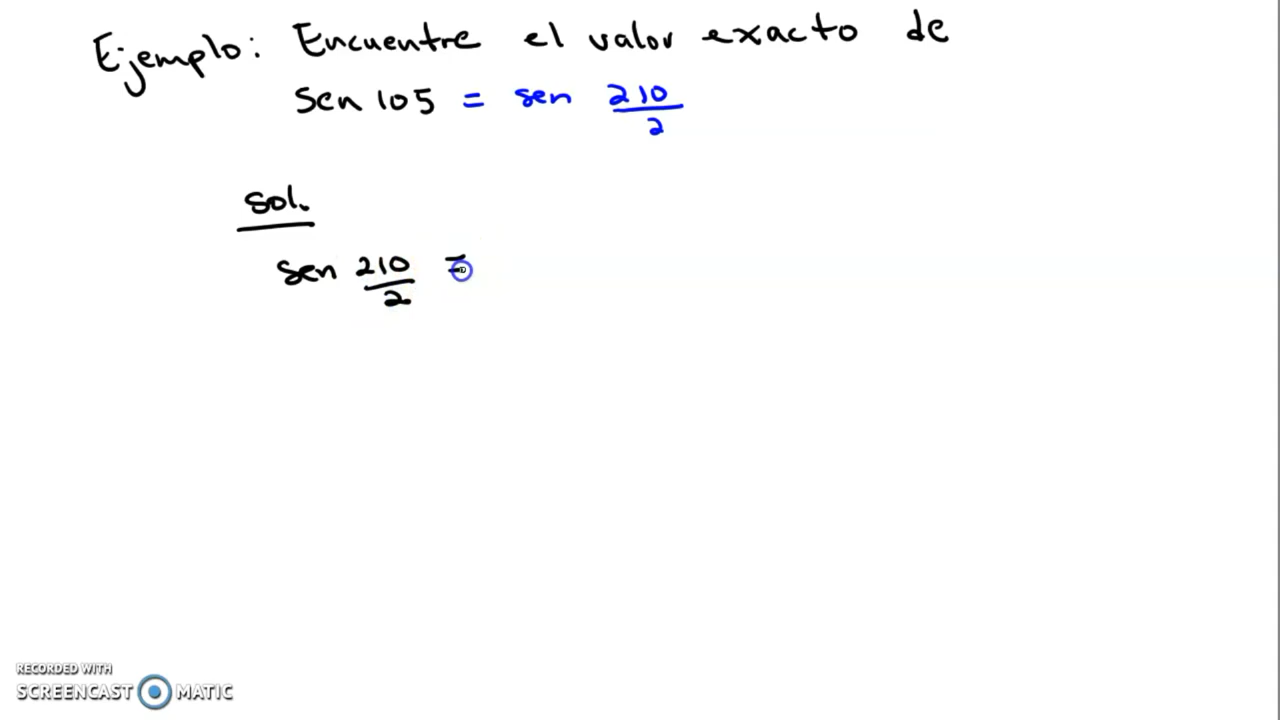 Ejemplo: Encuentre el valor exacto de
Sen 105 = sen 210/2
Sol.
Sen 210/2 =
RECORDED WITH
SCREENCAST MATIC